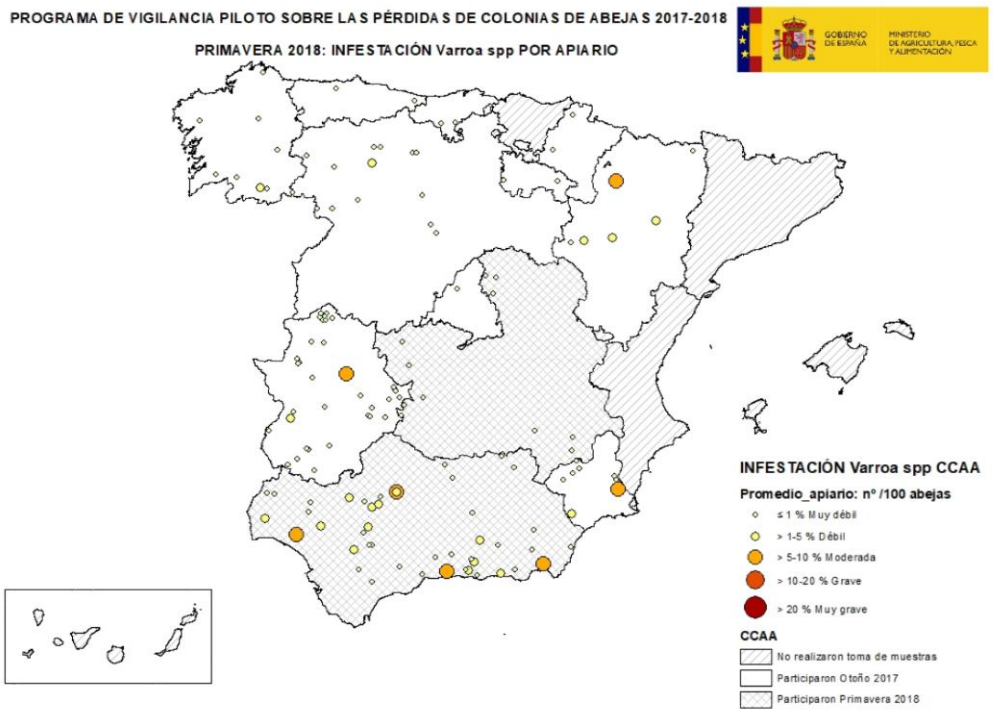 PROGRAMA DE VIGILANCIA PILOTO SOBRE LAS PÉRDIDAS DE COLONIAS DE ABEJAS 2017-2018
PRIMAVERA 2018: INFESTACIÓN Varroa spp POR APIARIO
GOBIERNO
DE ESPAÑA
MINISTERIO
DE AGRICULTURA, PESCA
Y ALIMENTACIÓN
INFESTACIÓN Varroa spp CCAA
Promedio_apiario: nº /100 abejas
≤ 1 % Muy débil
> 1-5 % Débil
> 5-10 % Moderada
> 10-20 % Grave
> 20 % Muy grave
CCAA
No realizaron toma de muestras
Participaron Otoño 2017
Participaron Primavera 2018